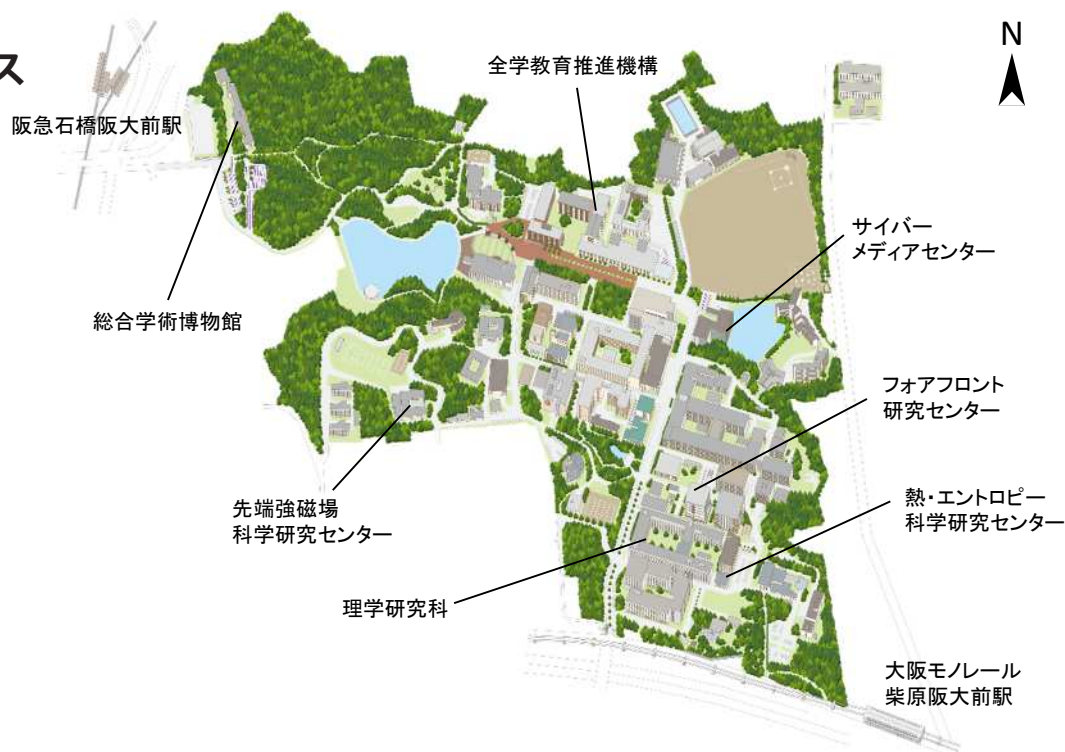 ス
N
全学教育推進機構
阪急石橋阪大前駅
サイバー
メディアセンター
総合学術博物館
フォアフロント
研究センター
先端強磁場
科学研究センター
熱・エントロピー
科学研究センター
理学研究科
大阪モノレール
柴原阪大前駅